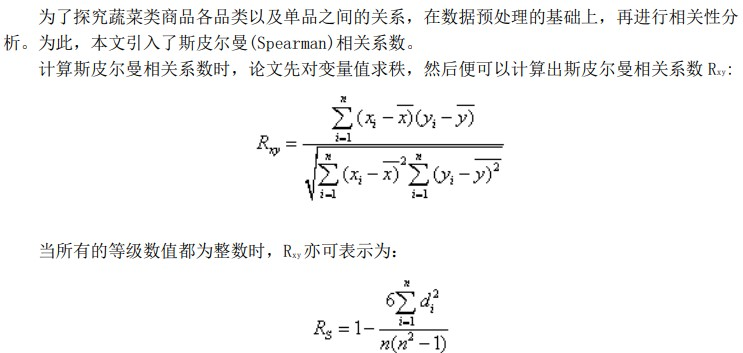 为了探究蔬菜类商品各品类以及单品之间的关系，在数据预处理的基础上，再进行相关性分
析。为此，本文引入了斯皮尔曼(Spearman)相关系数。
计算斯皮尔曼相关系数时，论文先对变量值求秩，然后便可以计算出斯皮尔曼相关系数 R_{xy}:
R_{xy} = \frac{\sum_{i=1}^{n}(x_i - \overline{x})(y_i - \overline{y})}{\sqrt{\sum_{i=1}^{n}(x_i - \overline{x})^2 \sum_{i=1}^{n}(y_i - \overline{y})^2}}
当所有的等级数值都为整数时，R_{xy} 亦可表示为：
R_S = 1 - \frac{6\sum_{i=1}^{n} d_i^2}{n(n^2 - 1)}